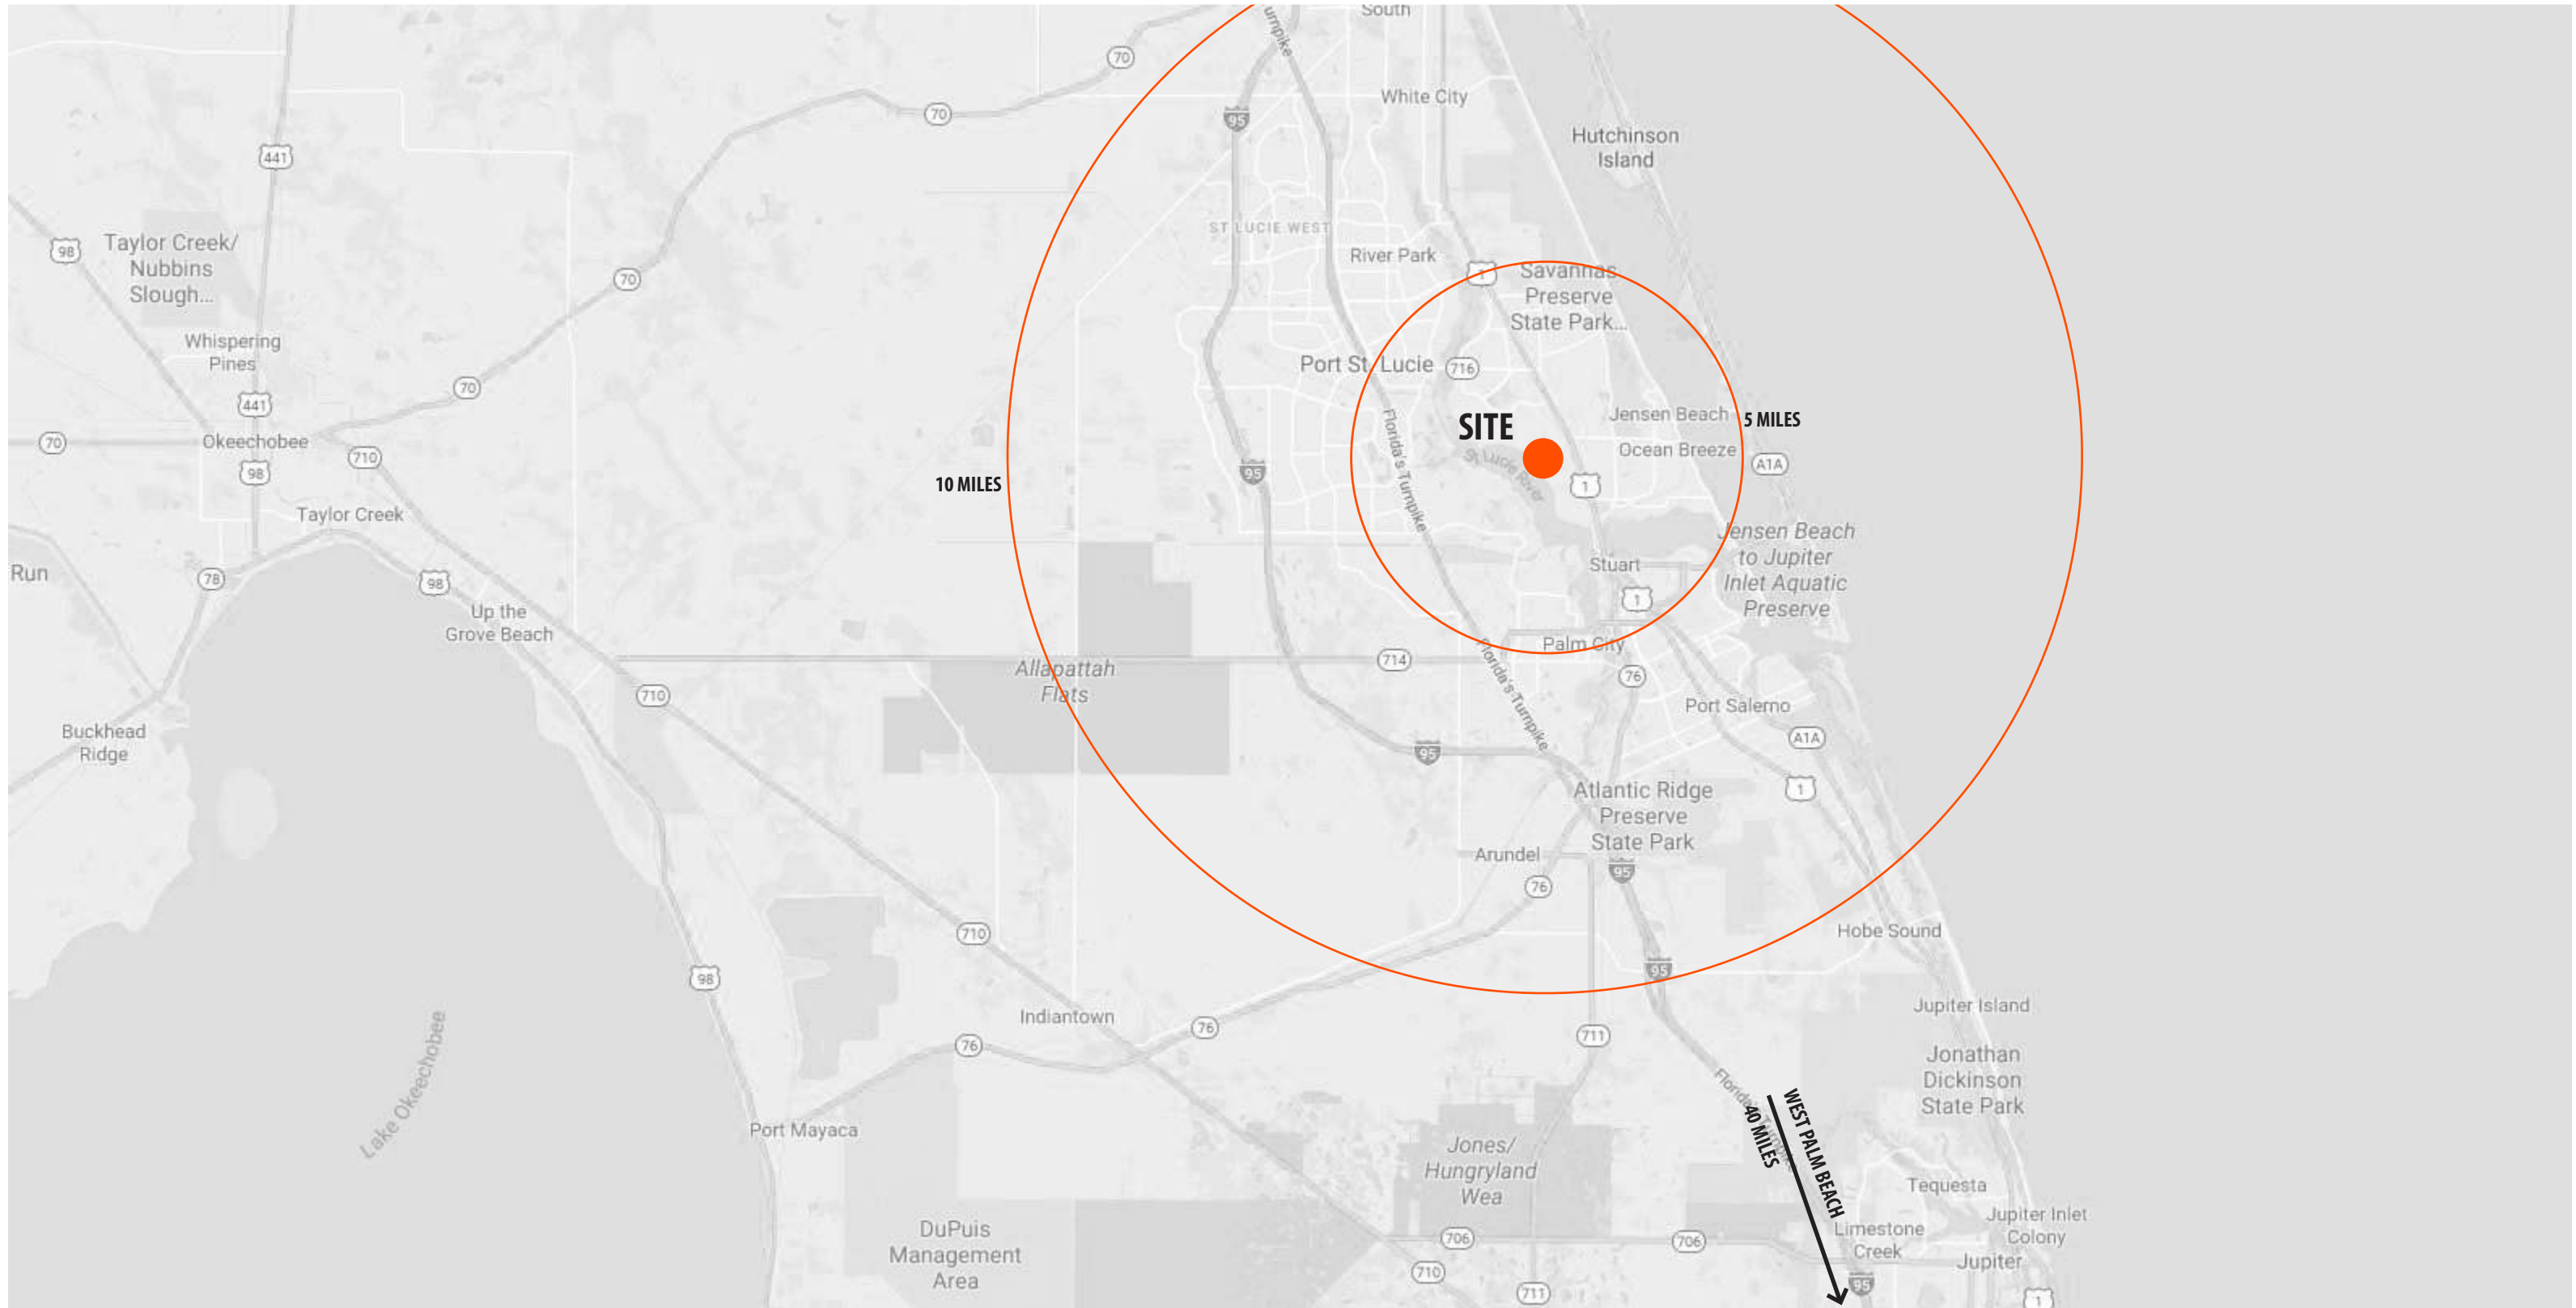 South
urnpike
70
70
White City
95
Hutchinson
Island
441
Taylor Creek/
Nubbins
Slough...
98
ST LUCIE WEST
River Park
70
1
Savannas
Preserve
State Park...
Whispering
Pines
Port St. Lucie
716
70
441
Jensen Beach
5 MILES
SITE
70
Okeechobee
Ocean Breeze
A1A
710
98
St Lucie River
Florida's Turnpike
95
1
10 MILES
Taylor Creek
Jensen Beach
to Jupiter
Inlet Aquatic
Preserve
Run
78
98
Stuart
1
Up the
Grove Beach
Palm City
714
76
Allapattah
Flats
710
Florida's Turnpike
Port Salerno
A1A
Buckhead
Ridge
95
1
Atlantic Ridge
Preserve
State Park
Arundel
95
76
710
Hobe Sound
95
98
Jupiter Island
Indiantown
76
711
76
Lake Okeechobee
Jonathan
Dickinson
State Park
Port Mayaca
WEST PALM BEACH
40 MILES
Jones/
Hungryland
Wea
Tequesta
DuPuis
Management
Area
Jupiter Inlet
Colony
Limestone
Creek
706
706
Jupiter
710
95
711
1